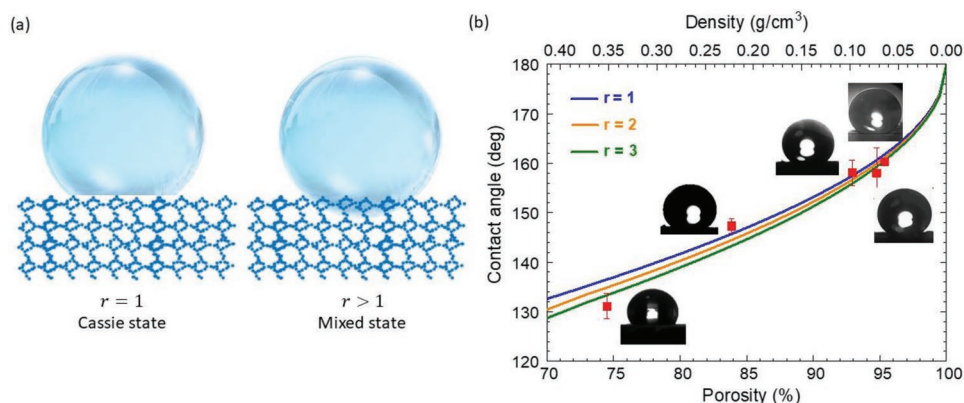 (a)
r = 1
Cassie state
r > 1
Mixed state
(b)
Density (g/cm³)
0.40 0.35 0.30 0.25 0.20 0.15 0.10 0.05 0.00
Contact angle (deg)
180
170
160
150
140
130
120
r = 1
r = 2
r = 3
70 75 80 85 90 95 100
Porosity (%)